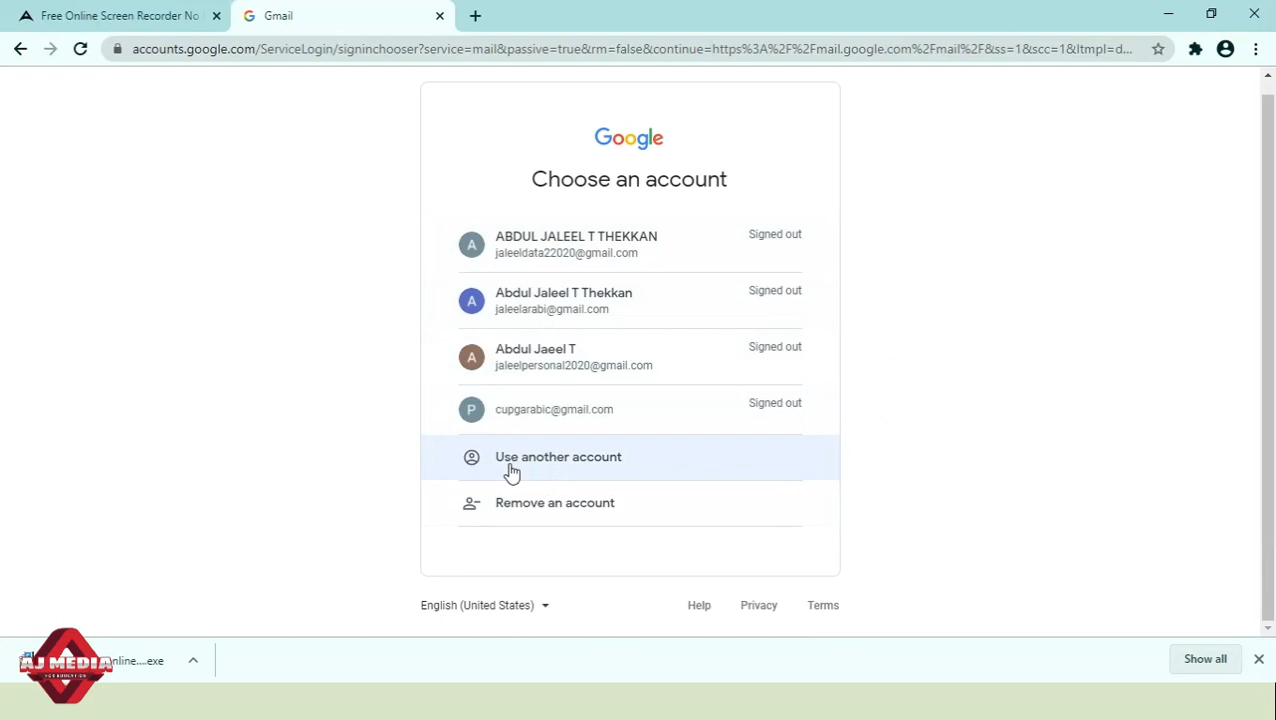 Free Online Screen Recorder No
Gmail
accounts.google.com/ServiceLogin/signinchooser?service=mail&passive=true&rm=false&continue=https%3A%2F%2Fmail.google.com%2Fmail%2F&ss=1&scc=1&ltmpl=d...
Google
Choose an account
A
ABDUL JALEEL T THEKKAN
Signed out
jaleeldata22020@gmail.com
A
Abdul Jaleel T Thekkan
Signed out
jaleelarabi@gmail.com
A
Abdul Jaeel T
Signed out
jaleelpersonal2020@gmail.com
P
cupgarabic@gmail.com
Signed out
Use another account
Remove an account
English (United States)
Help
Privacy
Terms
AJ MEDIA
FOR EDUCATION
online....exe
Show all